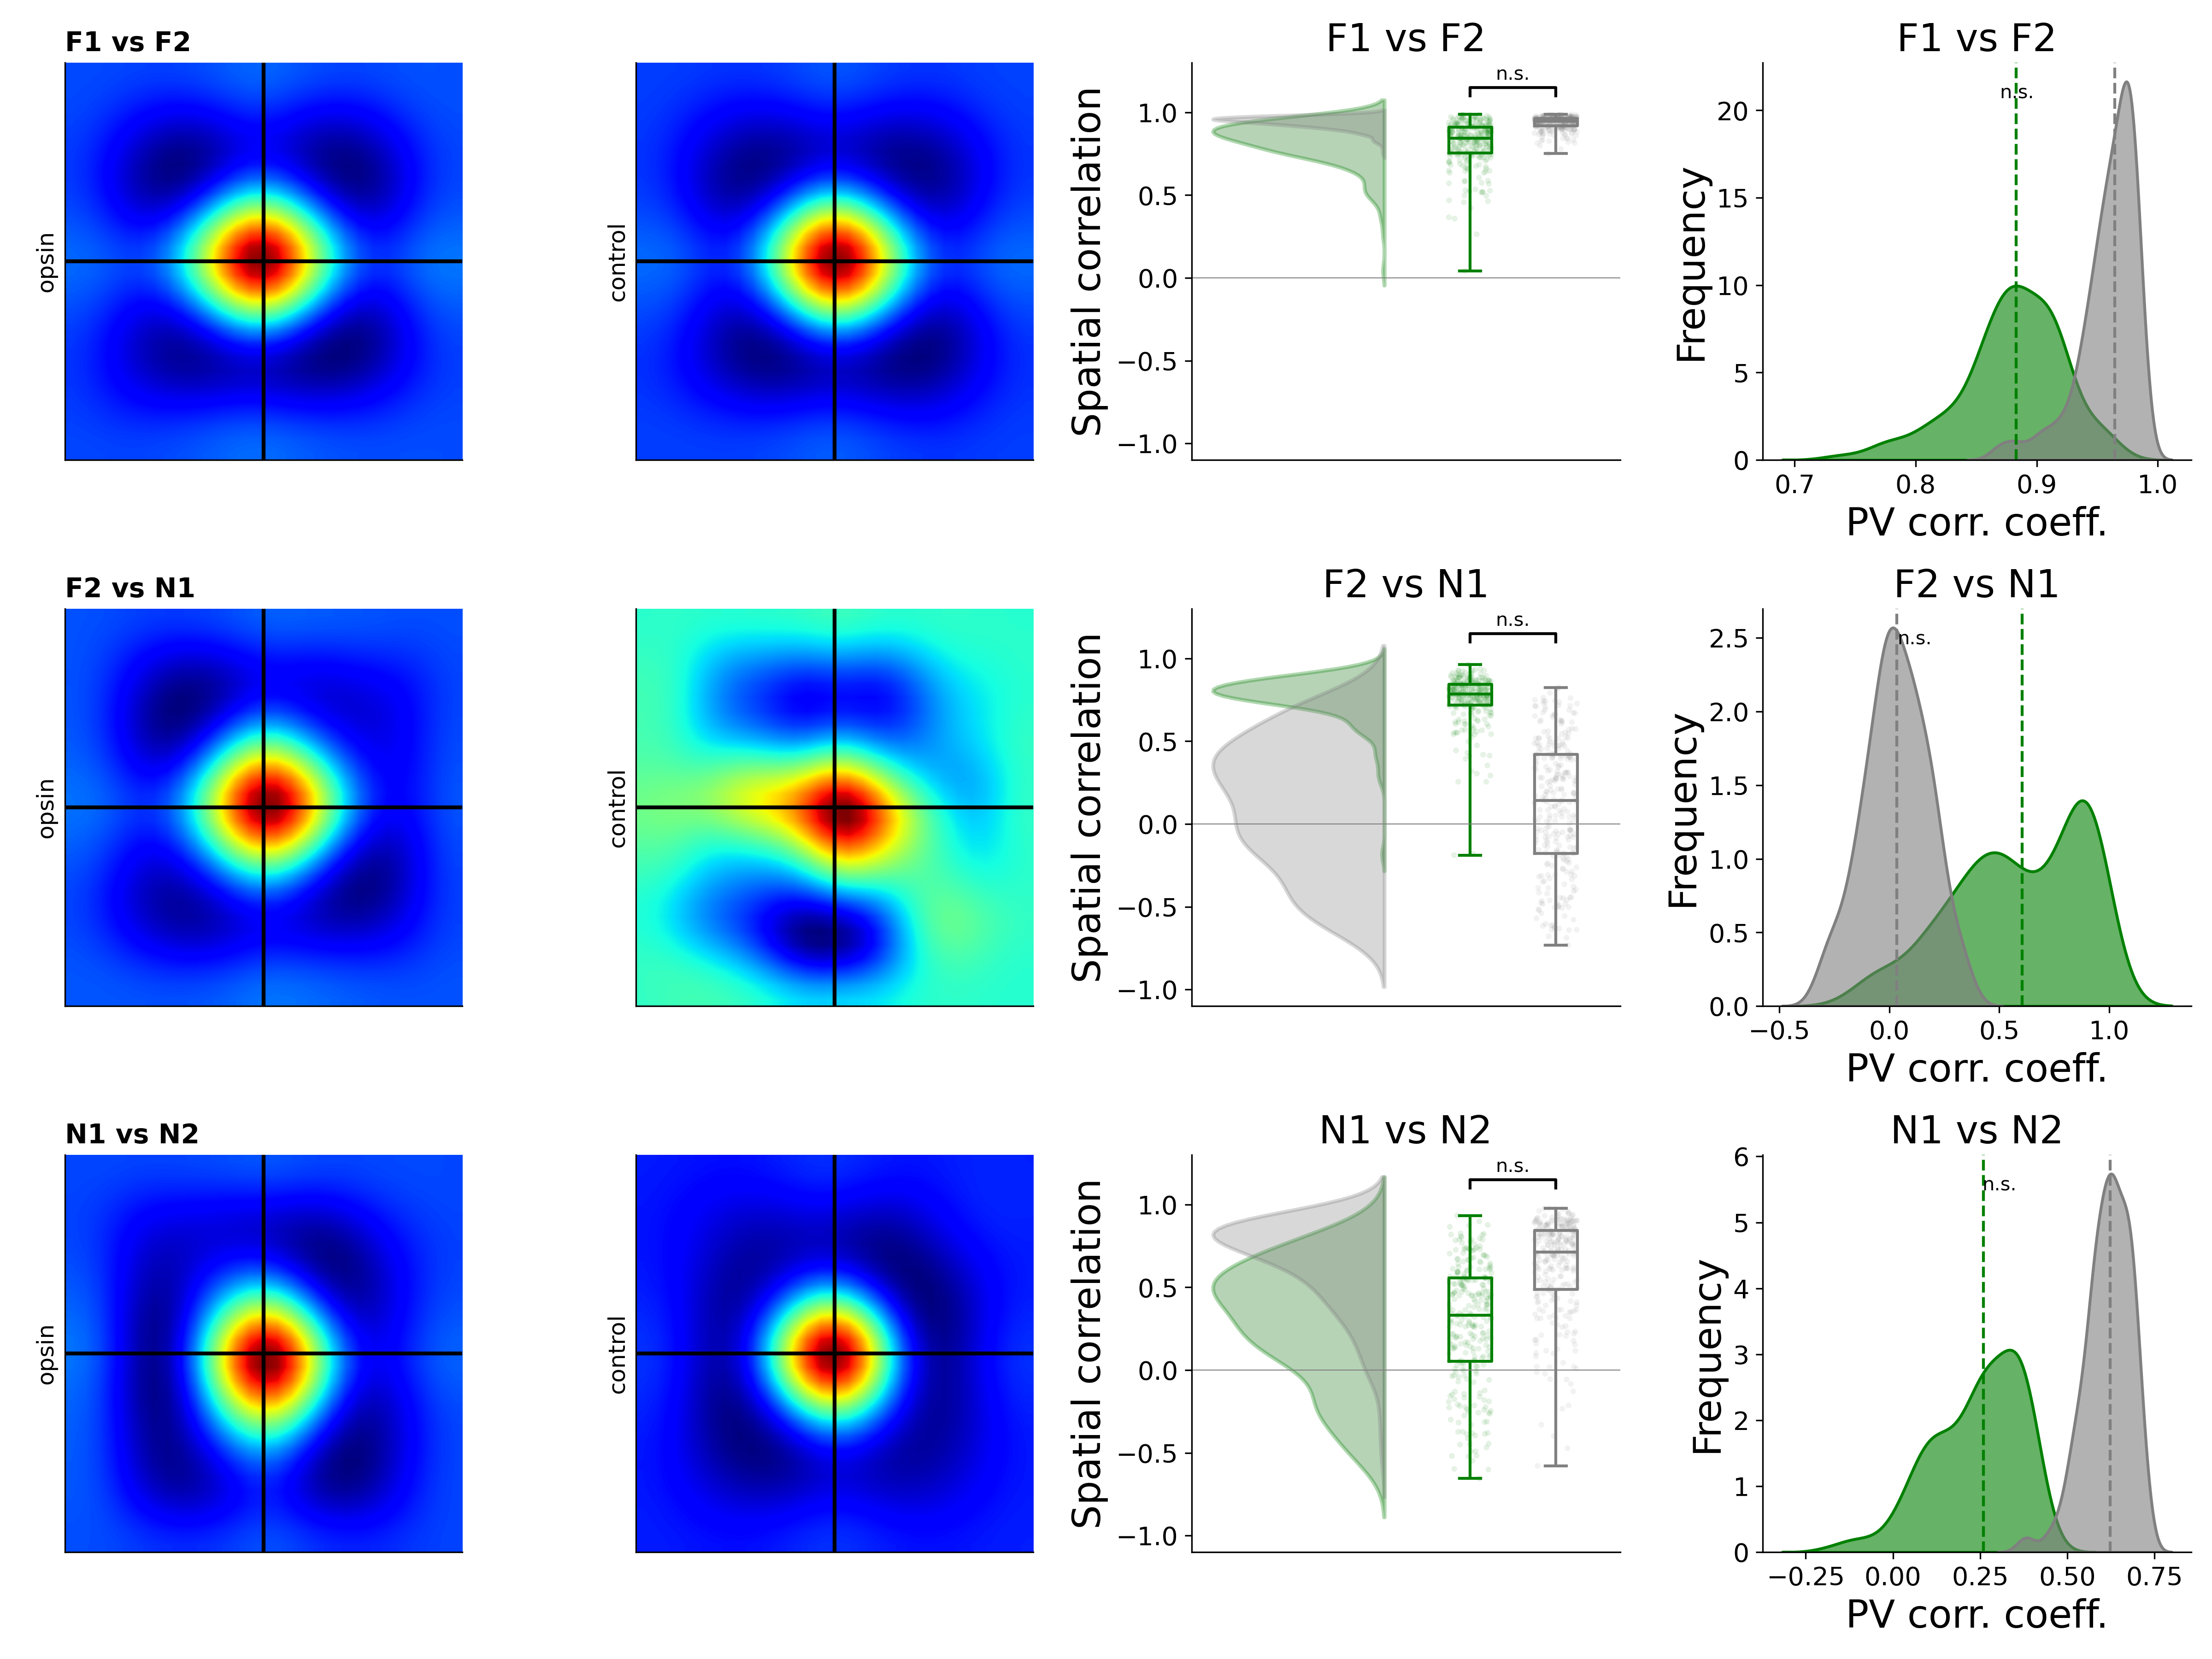 F1 vs F2
opsin
control
F1 vs F2
Spatial correlation
1.0
0.5
0.0
−0.5
−1.0
n.s.
F1 vs F2
Frequency
20
15
10
5
0
n.s.
0.7 0.8 0.9 1.0
PV corr. coeff.
F2 vs N1
opsin
control
F2 vs N1
Spatial correlation
1.0
0.5
0.0
−0.5
−1.0
n.s.
F2 vs N1
Frequency
2.5
2.0
1.5
1.0
0.5
0.0
n.s.
−0.5 0.0 0.5 1.0
PV corr. coeff.
N1 vs N2
opsin
control
N1 vs N2
Spatial correlation
1.0
0.5
0.0
−0.5
−1.0
n.s.
N1 vs N2
Frequency
6
5
4
3
2
1
0
n.s.
−0.25 0.00 0.25 0.50 0.75
PV corr. coeff.